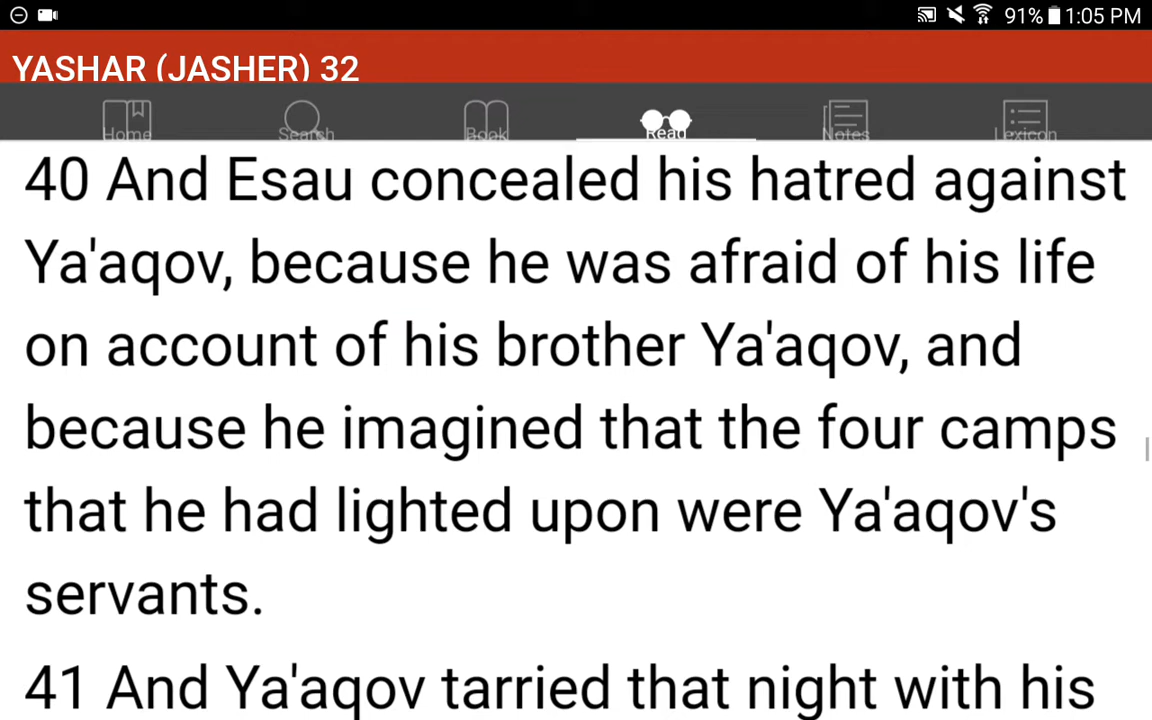 91% 1:05 PM
YASHAR (JASHER) 32
Home Search Book Read Notes Lexicon
40 And Esau concealed his hatred against
Ya'aqov, because he was afraid of his life
on account of his brother Ya'aqov, and
because he imagined that the four camps
that he had lighted upon were Ya'aqov's
servants.
41 And Ya'aqov tarried that night with his